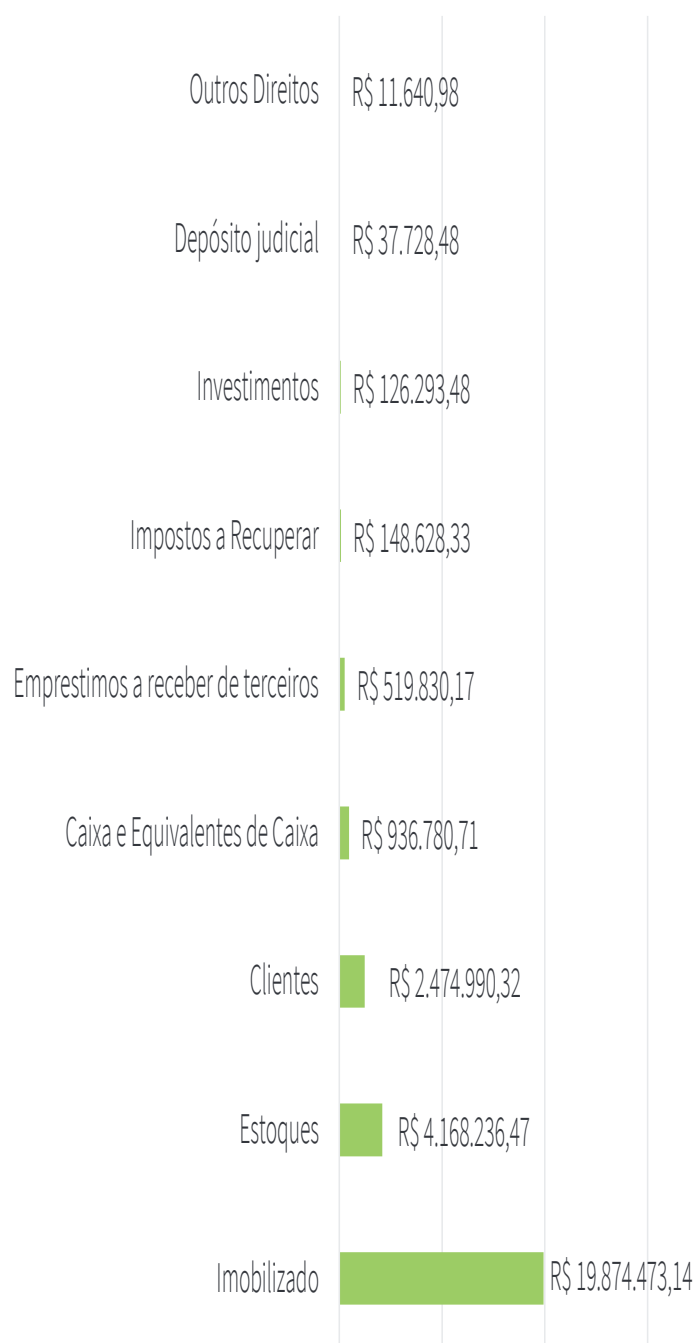 Outros Direitos R$ 11.640,98
Depósito judicial R$ 37.728,48
Investimentos R$ 126.293,48
Impostos a Recuperar R$ 148.628,33
Emprestimos a receber de terceiros R$ 519.830,17
Caixa e Equivalentes de Caixa R$ 936.780,71
Clientes R$ 2.474.990,32
Estoques R$ 4.168.236,47
Imobilizado R$ 19.874.473,14